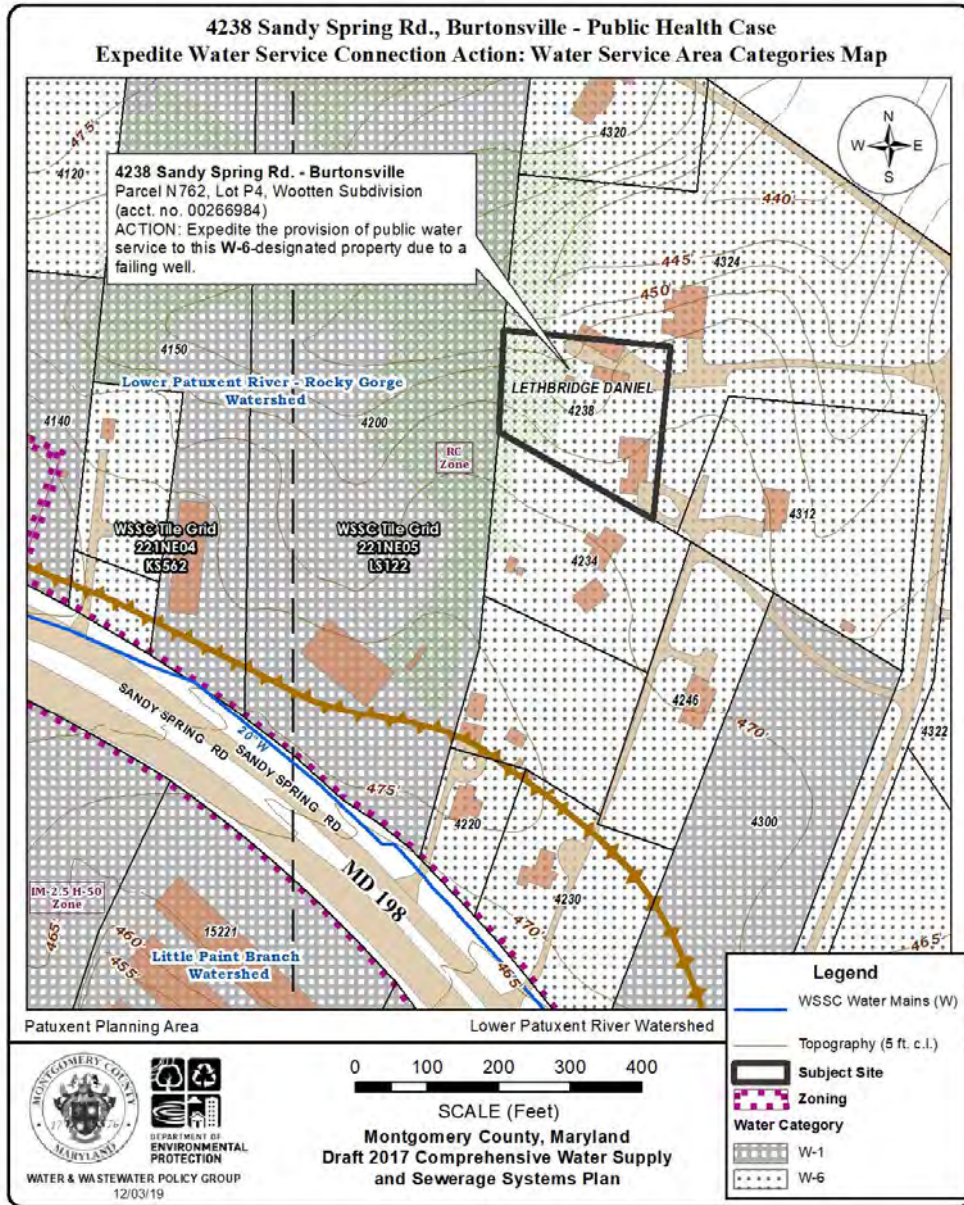 4238 Sandy Spring Rd., Burtonsville - Public Health Case
Expedite Water Service Connection Action: Water Service Area Categories Map
N
W
E
S
4238 Sandy Spring Rd. - Burtonsville
Parcel N762, Lot P4, Wootten Subdivision
(acct. no. 00266984)
ACTION: Expedite the provision of public water
service to this W-6-designated property due to a
failing well.
475'
4120
4320
440'
445'
4324
450'
4150
Lower Patuxent River - Rocky Gorge
Watershed
4140
4200
LETHBRIDGE DANIEL
4238
RC
Zone
4312
WSSC Tile Grid
221NE04
KS562
WSSC Tile Grid
221NE05
LS122
4234
4246
470'
4322
SANDY SPRING RD
20" W
SANDY SPRING RD
475'
4220
4300
MD 198
4230
470'
465'
IM-2.5 H-50
Zone
465'
460'
455'
15221
Little Paint Branch
Watershed
465'
Patuxent Planning Area
Lower Patuxent River Watershed
Legend
WSSC Water Mains (W)
Topography (5 ft. c.i.)
Subject Site
Zoning
Water Category
W-1
W-6
MONTGOMERY COUNTY
17 76
MARYLAND
DEPARTMENT OF
ENVIRONMENTAL
PROTECTION
WATER & WASTEWATER POLICY GROUP
12/03/19
0 100 200 300 400
SCALE (Feet)
Montgomery County, Maryland
Draft 2017 Comprehensive Water Supply
and Sewerage Systems Plan